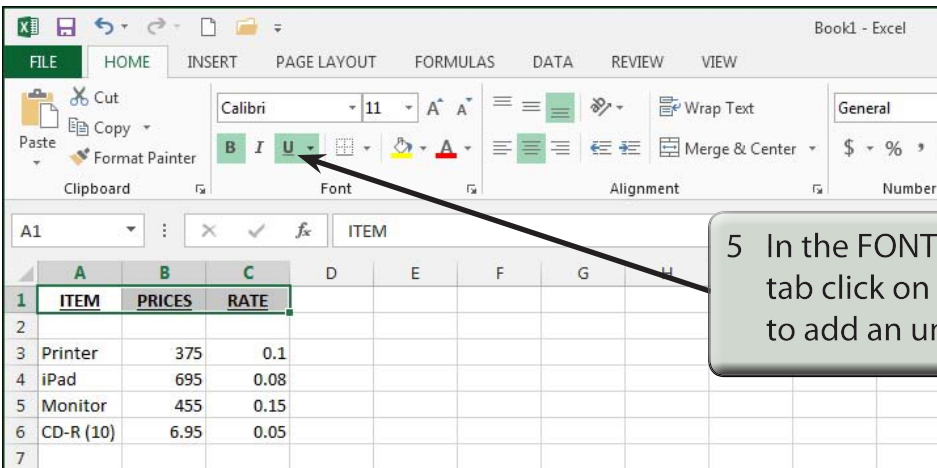 Book1 - Excel
FILE HOME INSERT PAGE LAYOUT FORMULAS DATA REVIEW VIEW
Cut
Copy
Format Painter
Paste
Clipboard
Calibri 11 A A
B I U A
Font
Wrap Text
Merge & Center
Alignment
General
$ % ,
Number
A1 fx ITEM
A B C D E F G H
1 ITEM PRICES RATE
2
3 Printer 375 0.1
4 iPad 695 0.08
5 Monitor 455 0.15
6 CD-R (10) 6.95 0.05
7
5 In the FONT
tab click on
to add an